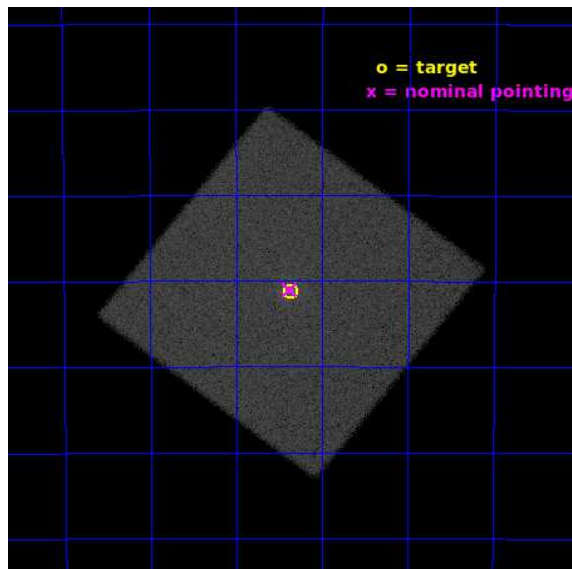 o = target
x = nominal pointing